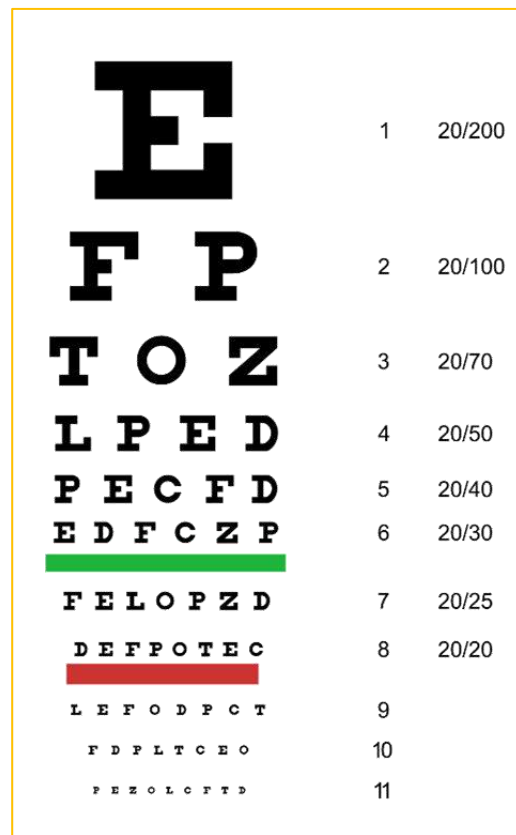 E 1 20/200
F P 2 20/100
T O Z 3 20/70
L P E D 4 20/50
P E C F D 5 20/40
E D F C Z P 6 20/30
F E L O P Z D 7 20/25
D E F P O T E C 8 20/20
L E F O D P C T 9
F D P L T C E O 10
P E Z O L C F T D 11